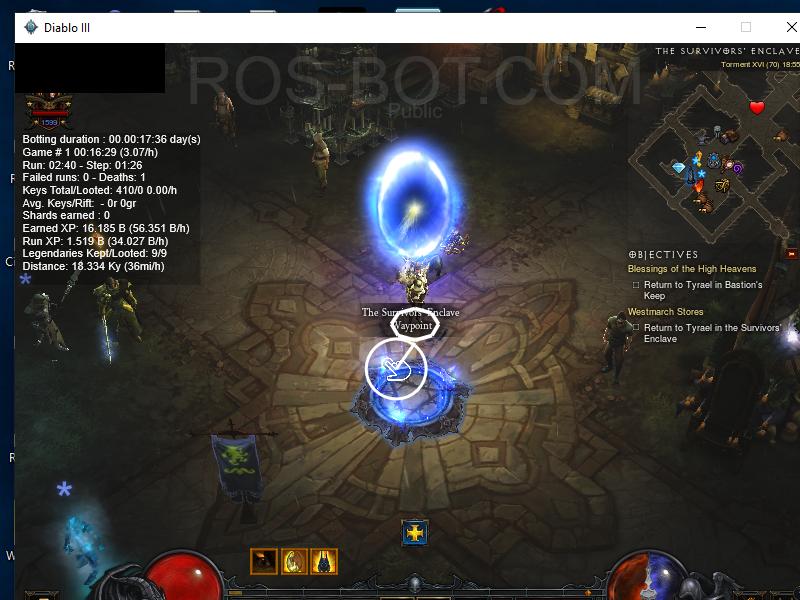 Diablo III
ROS-BOT.COM
Public
THE SURVIVORS' ENCLAVE
Torment XVI (70) 18:55
1599
Botting duration : 00.00:17:36 day(s)
Game # 1 00:16:29 (3.07/h)
Run: 02:40 - Step: 01:26
Failed runs: 0 - Deaths: 1
Keys Total/Looted: 410/0 0.00/h
Avg. Keys/Rift: - 0r 0gr
Shards earned : 0
Earned XP: 16.185 B (56.351 B/h)
Run XP: 1.519 B (34.027 B/h)
Legendaries Kept/Looted: 9/9
Distance: 18.334 Ky (36mi/h)
OBJECTIVES
Blessings of the High Heavens
Return to Tyrael in Bastion's
Keep
Westmarch Stores
Return to Tyrael in the Survivors'
Enclave
The Survivors' Enclave
Waypoint